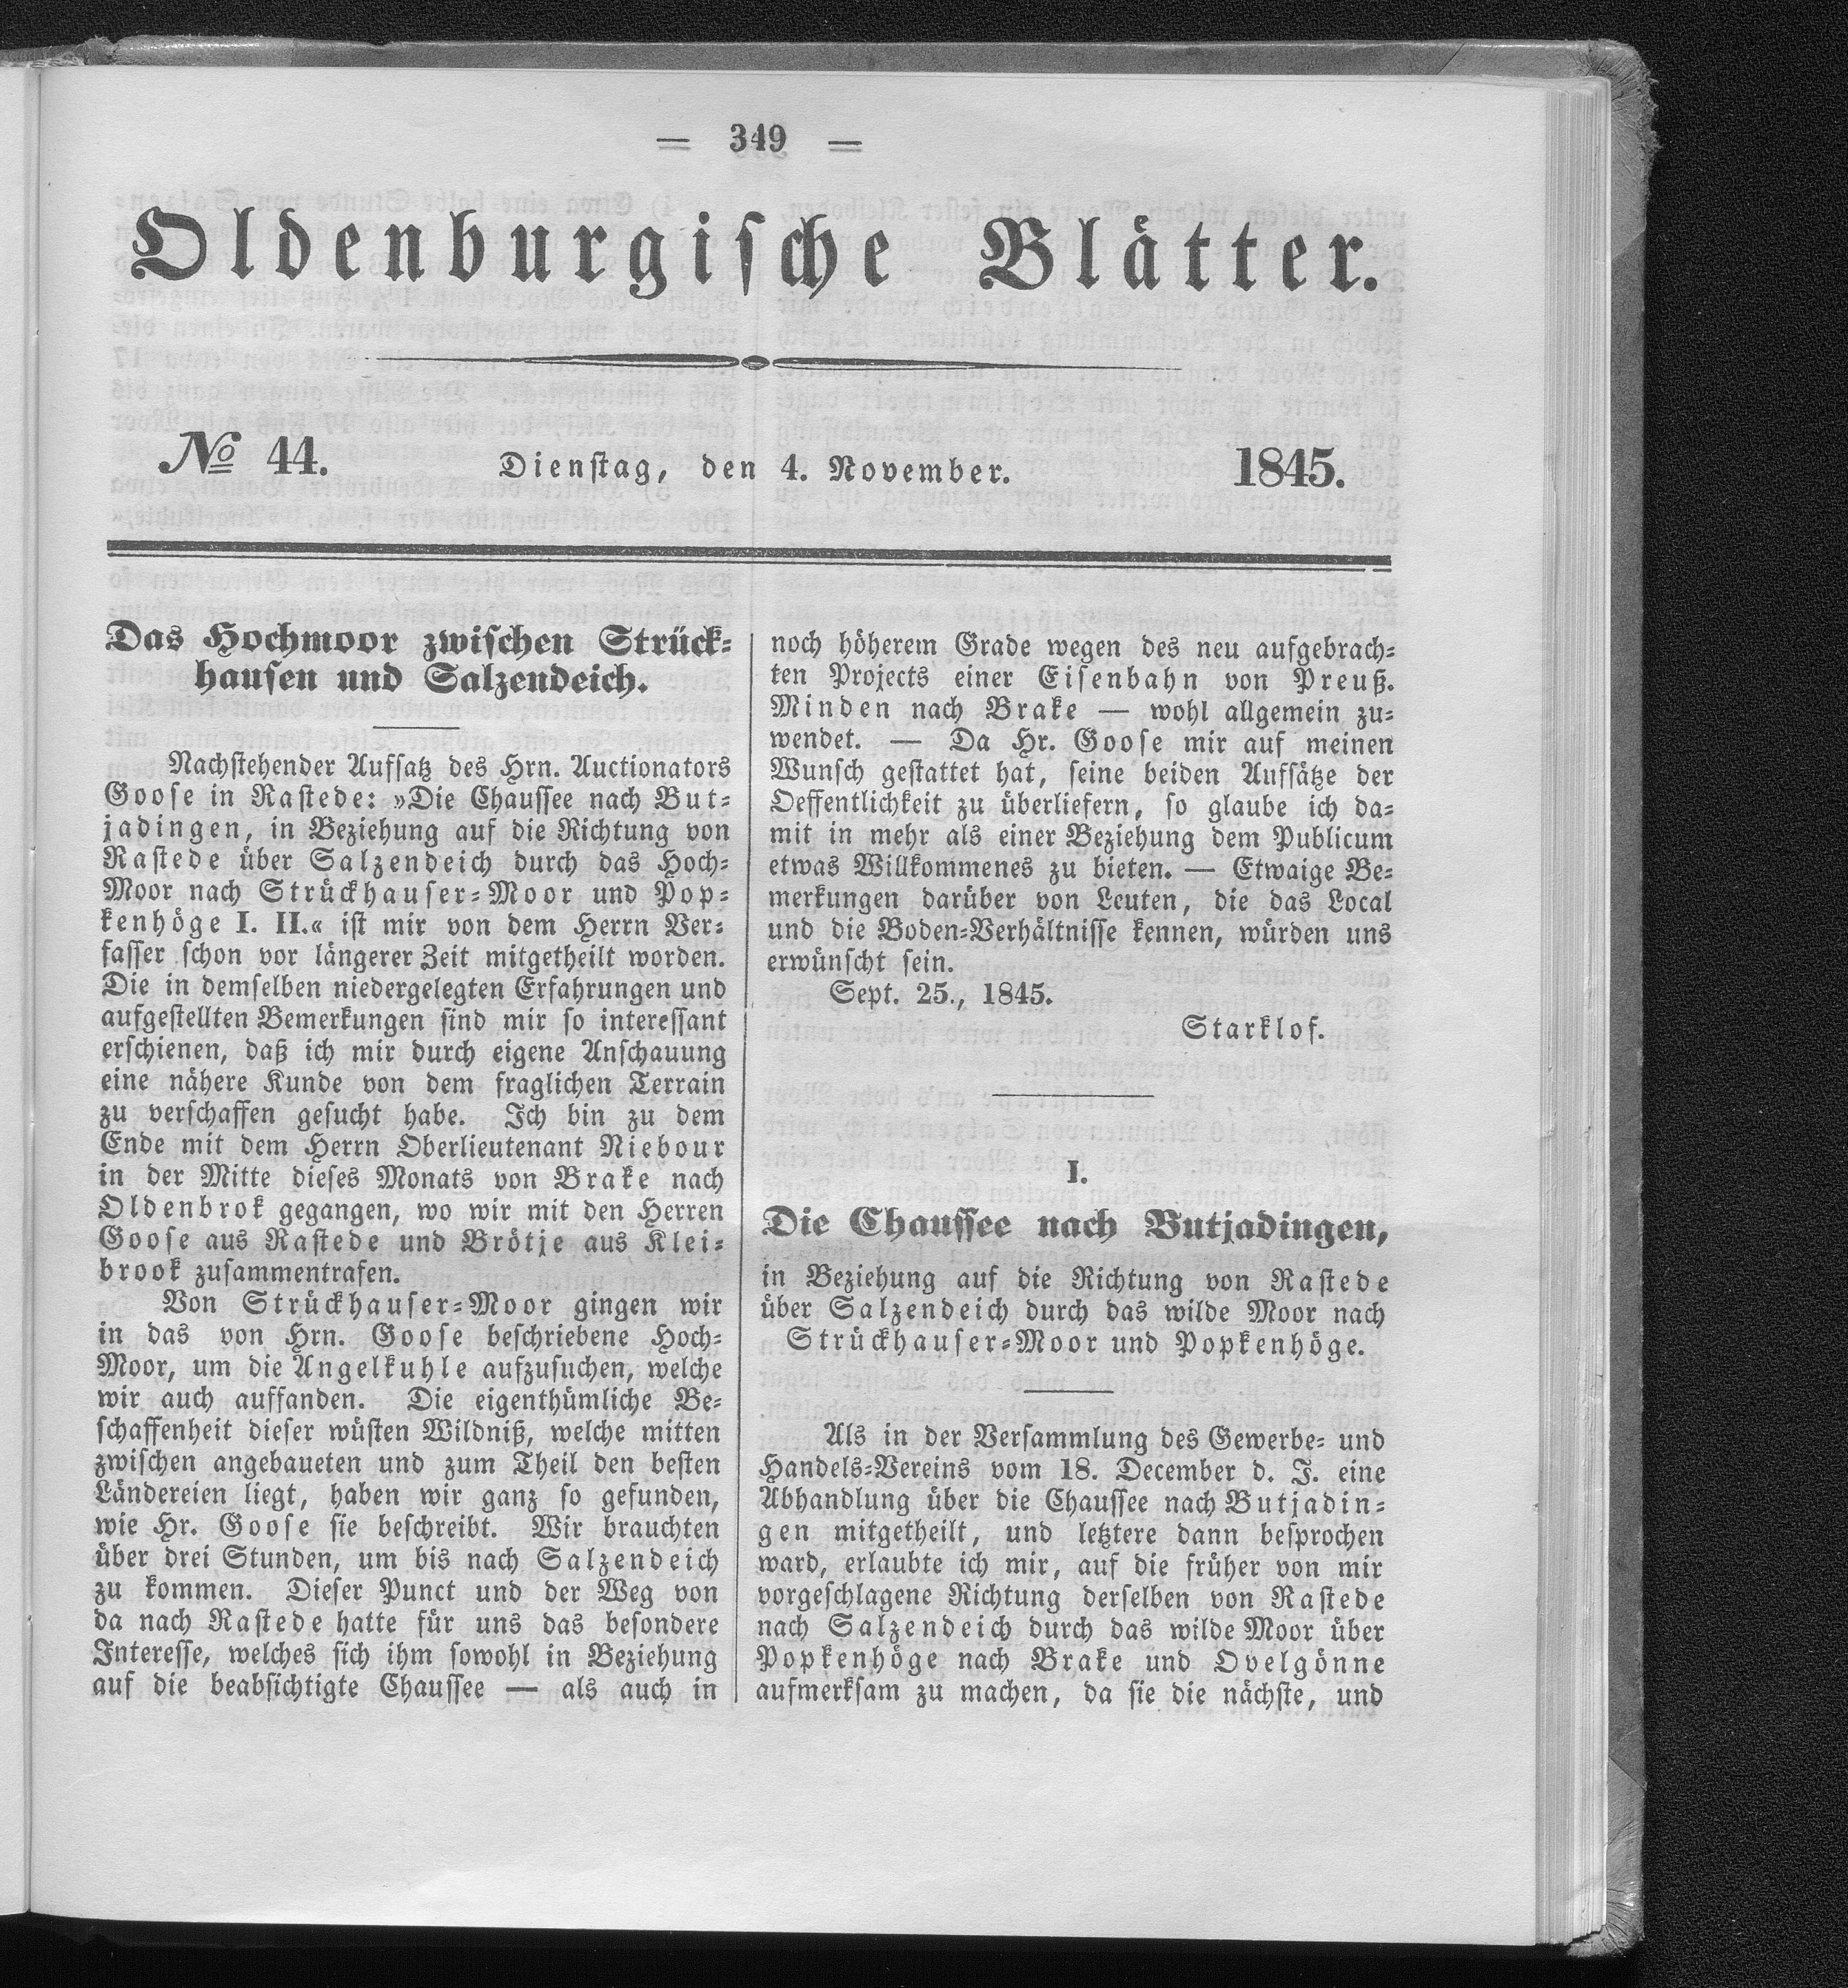 — 349 —
Oldenburgische Blätter.
No 44. Dienstag, den 4. November. 1845.
Das Hochmoor zwischen Strück-
hausen und Salzendeich.
Nachstehender Aufsatz des Hrn. Auctionators
Goose in Rastede: »Die Chaussee nach But-
jadingen, in Beziehung auf die Richtung von
Rastede über Salzendeich durch das Hoch-
Moor nach Strückhauser-Moor und Pop-
kenhöge I. II.« ist mir von dem Herrn Ver-
fasser schon vor längerer Zeit mitgetheilt worden.
Die in demselben niedergelegten Erfahrungen und
aufgestellten Bemerkungen sind mir so interessant
erschienen, daß ich mir durch eigene Anschauung
eine nähere Kunde von dem fraglichen Terrain
zu verschaffen gesucht habe. Ich bin zu dem
Ende mit dem Herrn Oberlieutenant Niebour
in der Mitte dieses Monats von Brake nach
Oldenbrok gegangen, wo wir mit den Herren
Goose aus Rastede und Brötje aus Klei-
brook zusammentrafen.
Von Strückhauser-Moor gingen wir
in das von Hrn. Goose beschriebene Hoch-
Moor, um die Angelkuhle aufzusuchen, welche
wir auch auffanden. Die eigenthümliche Be-
schaffenheit dieser wüsten Wildniß, welche mitten
zwischen angebaueten und zum Theil den besten
Ländereien liegt, haben wir ganz so gefunden,
wie Hr. Goose sie beschreibt. Wir brauchten
über drei Stunden, um bis nach Salzendeich
zu kommen. Dieser Punct und der Weg von
da nach Rastede hatte für uns das besondere
Interesse, welches sich ihm sowohl in Beziehung
auf die beabsichtigte Chaussee — als auch in
noch höherem Grade wegen des neu aufgebrach-
ten Projects einer Eisenbahn von Preuß.
Minden nach Brake — wohl allgemein zu-
wendet. — Da Hr. Goose mir auf meinen
Wunsch gestattet hat, seine beiden Aufsätze der
Oeffentlichkeit zu überliefern, so glaube ich da-
mit in mehr als einer Beziehung dem Publicum
etwas Willkommenes zu bieten. — Etwaige Be-
merkungen darüber von Leuten, die das Local
und die Boden-Verhältnisse kennen, würden uns
erwünscht sein.
Sept. 25., 1845.
Starklof.
I.
Die Chaussee nach Butjadingen,
in Beziehung auf die Richtung von Rastede
über Salzendeich durch das wilde Moor nach
Strückhauser-Moor und Popkenhöge.
Als in der Versammlung des Gewerbe- und
Handels-Vereins vom 18. December d. J. eine
Abhandlung über die Chaussee nach Butjadin-
gen mitgetheilt, und letztere dann besprochen
ward, erlaubte ich mir, auf die früher von mir
vorgeschlagene Richtung derselben von Rastede
nach Salzendeich durch das wilde Moor über
Popkenhöge nach Brake und Ovelgönne
aufmerksam zu machen, da sie die nächste, und